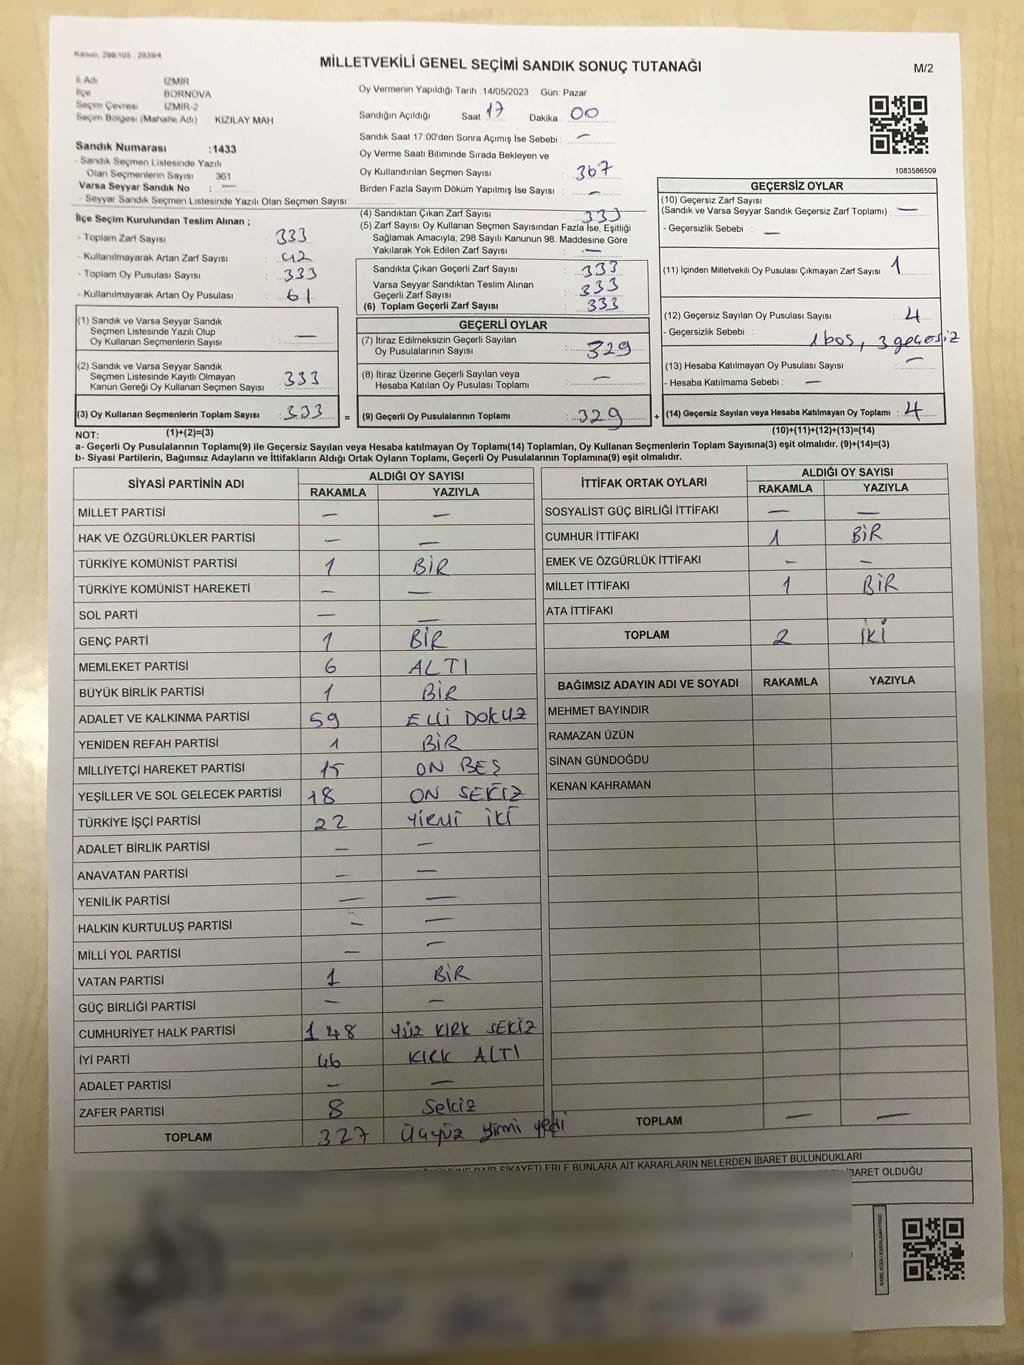 Kanun: 298/105 , 2839/4
MİLLETVEKİLİ GENEL SEÇİMİ SANDIK SONUÇ TUTANAĞI
M/2
İl Adı İZMİR
İlçe BORNOVA
Seçim Çevresi İZMİR-2
Seçim Bölgesi (Mahalle Adı) KIZILAY MAH
Sandık Numarası :1433
- Sandık Seçmen Listesinde Yazılı
Olan Seçmenlerin Sayısı 361
Varsa Seyyar Sandık No : —
- Seyyar Sandık Seçmen Listesinde Yazılı Olan Seçmen Sayısı:
Oy Vermenin Yapıldığı Tarih :14/05/2023 Gün: Pazar
Sandığın Açıldığı Saat 17 Dakika 00
Sandık Saat 17:00'den Sonra Açımış İse Sebebi : —
Oy Verme Saati Bitiminde Sırada Bekleyen ve
Oy Kullandırılan Seçmen Sayısı : 367
Birden Fazla Sayım Döküm Yapılmış İse Sayısı : —
1083586509
İlçe Seçim Kurulundan Teslim Alınan ;
- Toplam Zarf Sayısı : 333
- Kullanılmayarak Artan Zarf Sayısı : 42
- Toplam Oy Pusulası Sayısı : 333
- Kullanılmayarak Artan Oy Pusulası : 61
(1) Sandık ve Varsa Seyyar Sandık
Seçmen Listesinde Yazılı Olup
Oy Kullanan Seçmenlerin Sayısı : —
(2) Sandık ve Varsa Seyyar Sandık
Seçmen Listesinde Kayıtlı Olmayan
Kanun Gereği Oy Kullanan Seçmen Sayısı : 333
(3) Oy Kullanan Seçmenlerin Toplam Sayısı : 333 =
(4) Sandıktan Çıkan Zarf Sayısı : 333
(5) Zarf Sayısı Oy Kullanan Seçmen Sayısından Fazla İse, Eşitliği
Sağlamak Amacıyla, 298 Sayılı Kanunun 98. Maddesine Göre
Yakılarak Yok Edilen Zarf Sayısı : —
Sandıkta Çıkan Geçerli Zarf Sayısı : 333
Varsa Seyyar Sandıktan Teslim Alınan
Geçerli Zarf Sayısı : 333
(6) Toplam Geçerli Zarf Sayısı : 333
GEÇERLİ OYLAR
(7) İtiraz Edilmeksizin Geçerli Sayılan
Oy Pusulalarının Sayısı : 329
(8) İtiraz Üzerine Geçerli Sayılan veya
Hesaba Katılan Oy Pusulası Toplamı : —
(9) Geçerli Oy Pusulalarının Toplamı : 329 +
GEÇERSİZ OYLAR
(10) Geçersiz Zarf Sayısı
(Sandık ve Varsa Seyyar Sandık Geçersiz Zarf Toplamı) : —
- Geçersizlik Sebebi : —
(11) İçinden Milletvekili Oy Pusulası Çıkmayan Zarf Sayısı : 1
(12) Geçersiz Sayılan Oy Pusulası Sayısı : 4
- Geçersizlik Sebebi : 1 boş, 3 geçersiz
(13) Hesaba Katılmayan Oy Pusula Sayısı : —
- Hesaba Katılmama Sebebi : —
(14) Geçersiz Sayılan veya Hesaba Katılmayan Oy Toplamı : 4
NOT: (1)+(2)=(3) (10)+(11)+(12)+(13)=(14)
a- Geçerli Oy Pusulalarının Toplamı(9) ile Geçersiz Sayılan veya Hesaba katılmayan Oy Toplamı(14) Toplamları, Oy Kullanan Seçmenlerin Toplam Sayısına(3) eşit olmalıdır. (9)+(14)=(3)
b- Siyasi Partilerin, Bağımsız Adayların ve İttifakların Aldığı Ortak Oyların Toplamı, Geçerli Oy Pusulalarının Toplamına(9) eşit olmalıdır.
SİYASİ PARTİNİN ADI ALDIĞI OY SAYISI
RAKAMLA YAZIYLA
MİLLET PARTİSİ — —
HAK VE ÖZGÜRLÜKLER PARTİSİ — —
TÜRKİYE KOMÜNİST PARTİSİ 1 BİR
TÜRKİYE KOMÜNİST HAREKETİ — —
SOL PARTİ — —
GENÇ PARTİ 1 BİR
MEMLEKET PARTİSİ 6 ALTI
BÜYÜK BİRLİK PARTİSİ 1 BİR
ADALET VE KALKINMA PARTİSİ 59 Elli DOKUZ
YENİDEN REFAH PARTİSİ 1 BİR
MİLLİYETÇİ HAREKET PARTİSİ 15 ON BEŞ
YEŞİLLER VE SOL GELECEK PARTİSİ 18 ON SEKİZ
TÜRKİYE İŞÇİ PARTİSİ 22 Yirmi İKİ
ADALET BİRLİK PARTİSİ — —
ANAVATAN PARTİSİ — —
YENİLİK PARTİSİ — —
HALKIN KURTULUŞ PARTİSİ — —
MİLLİ YOL PARTİSİ — —
VATAN PARTİSİ 1 BİR
GÜÇ BİRLİĞİ PARTİSİ — —
CUMHURİYET HALK PARTİSİ 148 YÜZ KIRK SEKİZ
İYİ PARTİ 46 KIRK ALTI
ADALET PARTİSİ — —
ZAFER PARTİSİ 8 Sekiz
TOPLAM 327 Üçyüz yirmi yedi
İTTİFAK ORTAK OYLARI ALDIĞI OY SAYISI
RAKAMLA YAZIYLA
SOSYALİST GÜÇ BİRLİĞİ İTTİFAKI — —
CUMHUR İTTİFAKI 1 BİR
EMEK VE ÖZGÜRLÜK İTTİFAKI — —
MİLLET İTTİFAKI 1 BİR
ATA İTTİFAKI
TOPLAM 2 İKİ
BAĞIMSIZ ADAYIN ADI VE SOYADI RAKAMLA YAZIYLA
MEHMET BAYINDIR
RAMAZAN ÜZÜN
SİNAN GÜNDOĞDU
KENAN KAHRAMAN
TOPLAM — —
DAİR ŞİKAYETLERLE BUNLARA AİT KARARLARIN NELERDEN İBARET BULUNDUKLARI
İBARET OLDUĞU